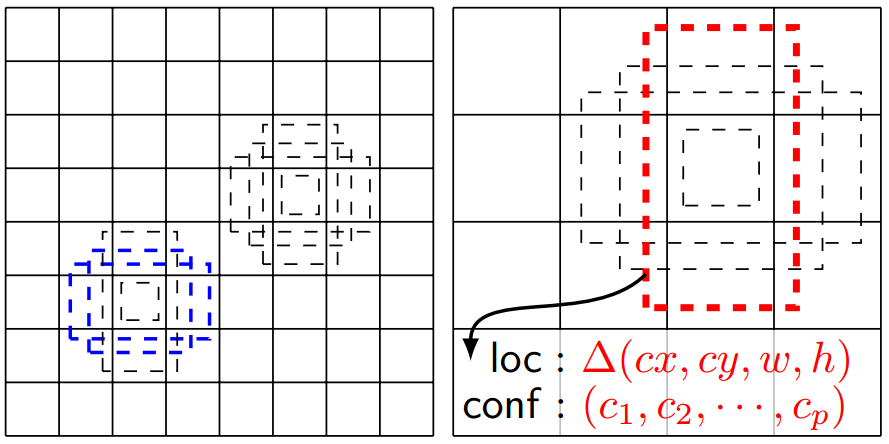 loc : Δ(cx, cy, w, h)
conf : (c₁, c₂, ⋯, cₚ)